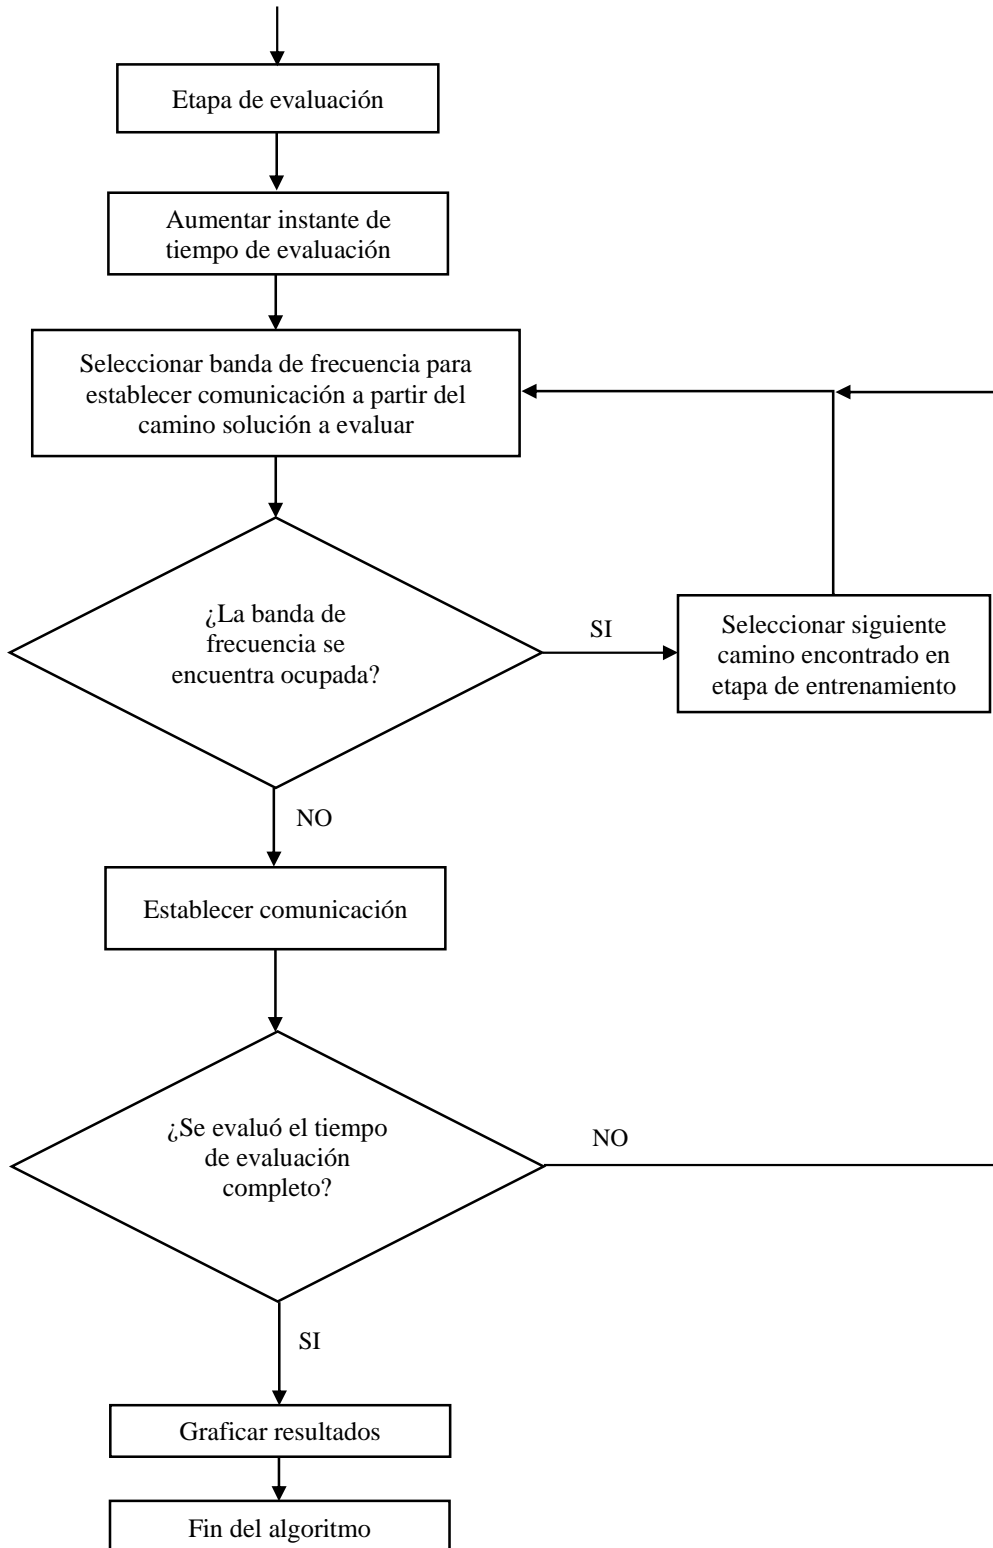 Etapa de evaluación
Aumentar instante de
tiempo de evaluación
Seleccionar banda de frecuencia para
establecer comunicación a partir del
camino solución a evaluar
¿La banda de
frecuencia se
encuentra ocupada?
SI
Seleccionar siguiente
camino encontrado en
etapa de entrenamiento
NO
Establecer comunicación
¿Se evaluó el tiempo
de evaluación
completo?
NO
SI
Graficar resultados
Fin del algoritmo